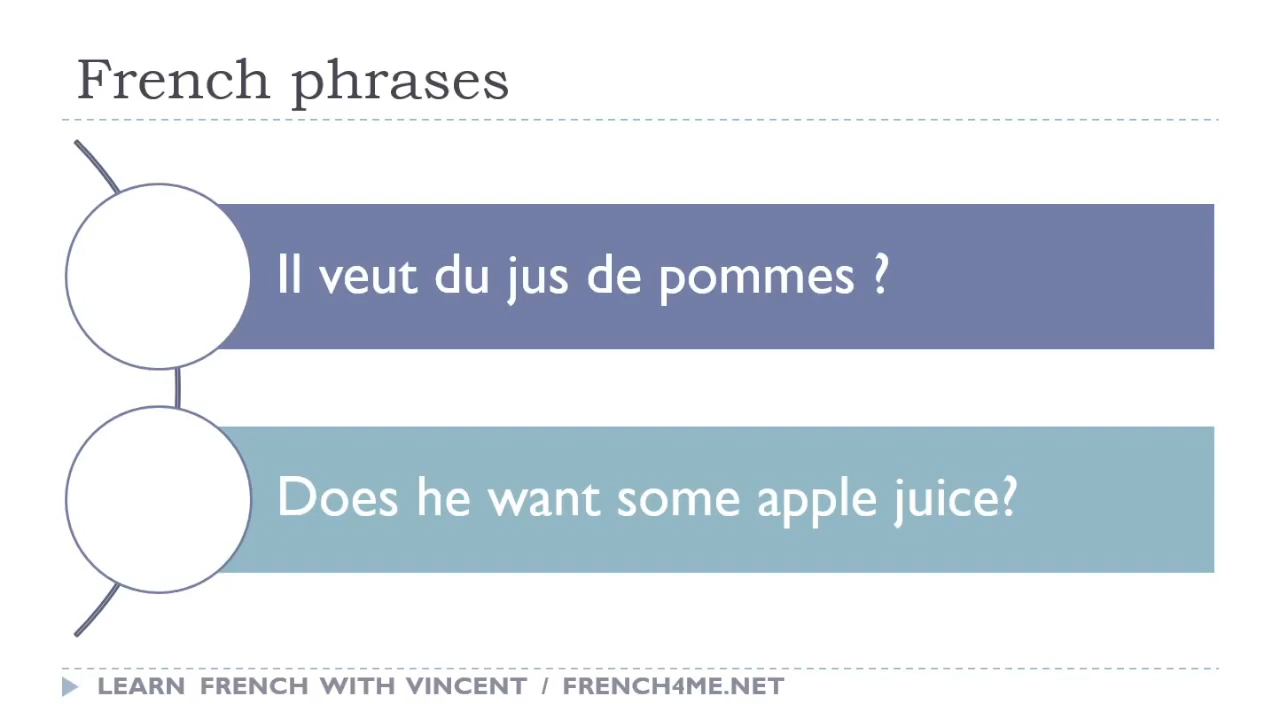 French phrases
Il veut du jus de pommes ?
Does he want some apple juice?
LEARN FRENCH WITH VINCENT / FRENCH4ME.NET